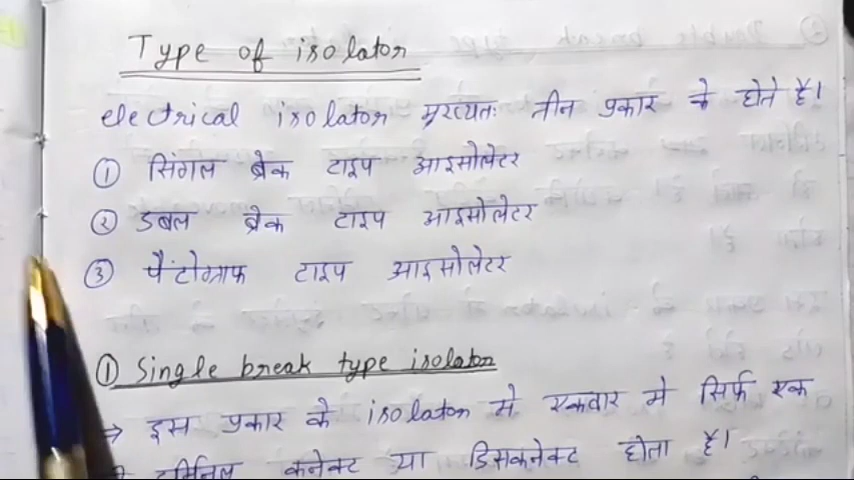 Type of isolator
electrical isolator मुख्यतः तीन प्रकार के होते है।
① सिंगल ब्रेक टाइप आइसोलेटर
② डबल ब्रेक टाइप आइसोलेटर
③ पैंटोग्राफ टाइप आइसोलेटर
① Single break type isolator
→ इस प्रकार के isolator मे एकबार मे सिर्फ एक
टर्मिनल कनेक्ट या डिसकनेक्ट होता है।